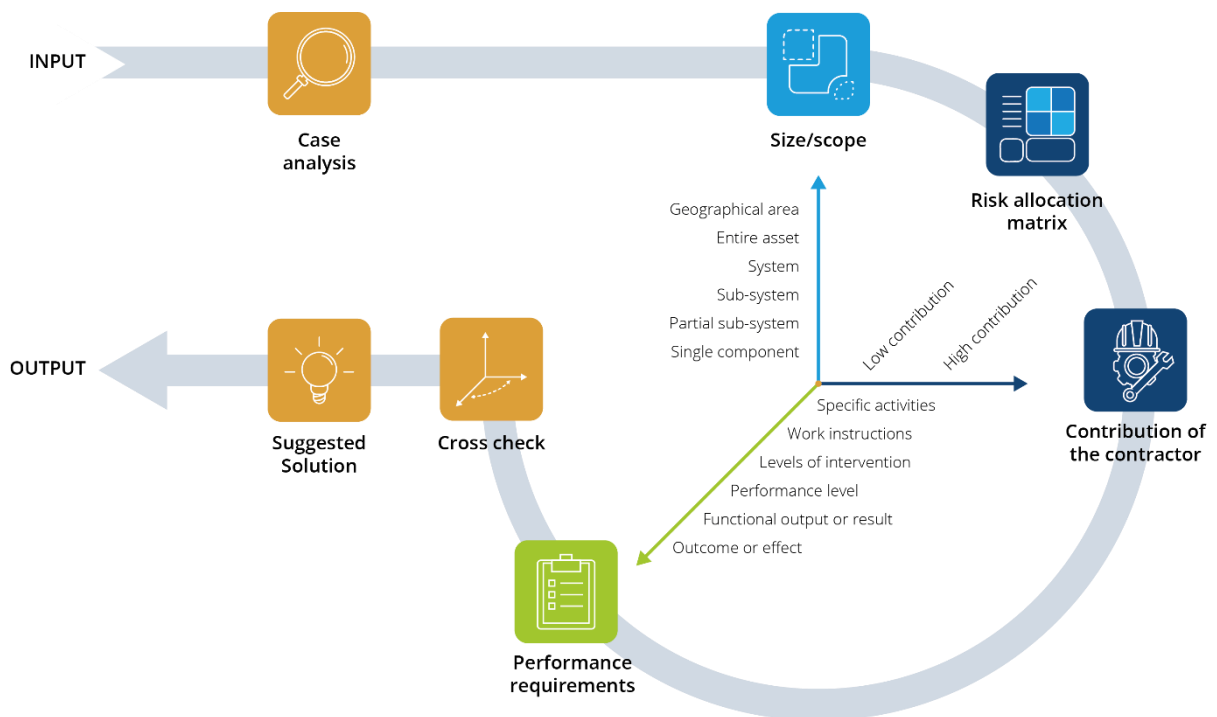 INPUT
Case
analysis
Size/scope
Risk allocation
matrix
Geographical area
Entire asset
System
Sub-system
Partial sub-system
Single component
Low contribution
High contribution
Specific activities
Work instructions
Levels of intervention
Performance level
Functional output or result
Outcome or effect
Contribution of
the contractor
OUTPUT
Suggested
Solution
Cross check
Performance
requirements